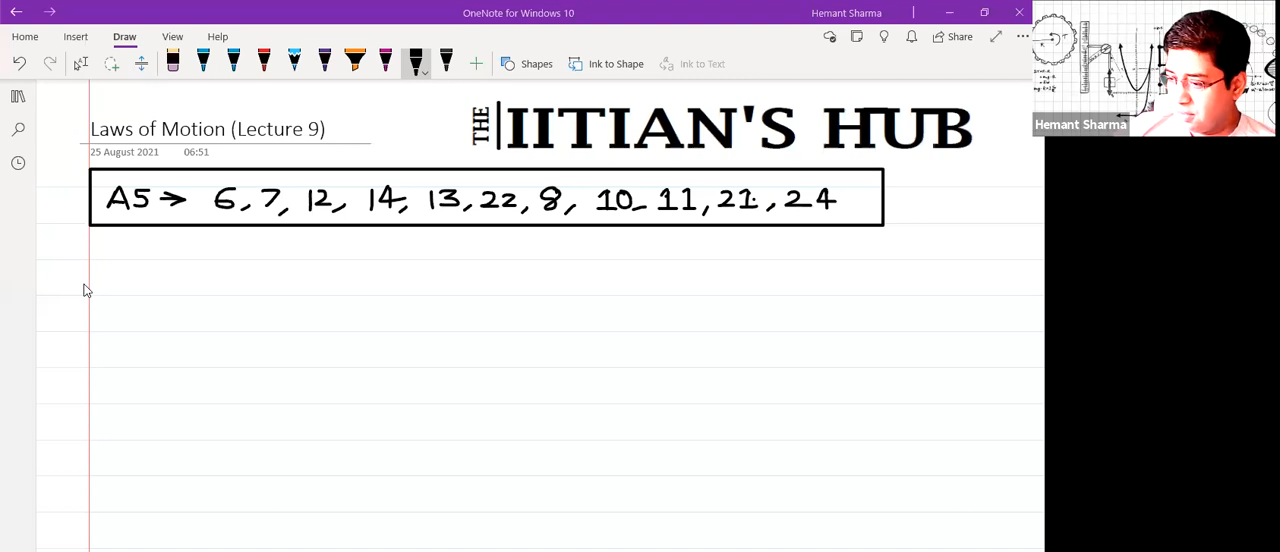 OneNote for Windows 10
Hemant Sharma
Home Insert Draw View Help
Share
Shapes Ink to Shape Ink to Text
Hemant Sharma
THE IITIAN'S HUB
Laws of Motion (Lecture 9)
25 August 2021 06:51
A5 → 6, 7, 12, 14, 13, 22, 8, 10, 11, 21, 24